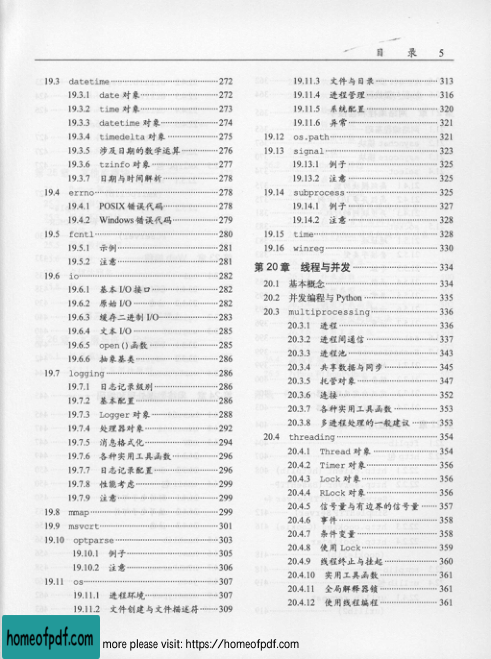 目 录 5
19.3 datetime 272
19.3.1 date 对象 272
19.3.2 time 对象 273
19.3.3 datetime 对象 274
19.3.4 timedelta 对象 275
19.3.5 涉及日期的数学运算 276
19.3.6 tzinfo 对象 277
19.3.7 日期与时间解析 278
19.4 errno 278
19.4.1 POSIX 错误代码 278
19.4.2 Windows 错误代码 279
19.5 fcntl 280
19.5.1 示例 281
19.5.2 注意 281
19.6 io 282
19.6.1 基本 I/O 接口 282
19.6.2 原始 I/O 282
19.6.3 缓存二进制 I/O 283
19.6.4 文本 I/O 285
19.6.5 open()函数 285
19.6.6 抽象基类 286
19.7 logging 286
19.7.1 日志记录级别 286
19.7.2 基本配置 286
19.7.3 Logger 对象 288
19.7.4 处理器对象 292
19.7.5 消息格式化 294
19.7.6 各种实用工具函数 296
19.7.7 日志记录配置 296
19.7.8 性能考虑 299
19.7.9 注意 299
19.8 mmap 299
19.9 msvcrt 301
19.10 optparse 303
19.10.1 例子 305
19.10.2 注意 306
19.11 os 307
19.11.1 进程环境 307
19.11.2 文件创建与文件描述符 309
19.11.3 文件与目录 313
19.11.4 进程管理 316
19.11.5 系统配置 320
19.11.6 异常 321
19.12 os.path 321
19.13 signal 323
19.13.1 例子 325
19.13.2 注意 325
19.14 subprocess 325
19.14.1 例子 327
19.14.2 注意 328
19.15 time 328
19.16 winreg 330
第 20 章 线程与并发 334
20.1 基本概念 334
20.2 并发编程与 Python 335
20.3 multiprocessing 336
20.3.1 进程 336
20.3.2 进程间通信 337
20.3.3 进程池 343
20.3.4 共享数据与同步 345
20.3.5 托管对象 347
20.3.6 连接 352
20.3.7 各种实用工具函数 353
20.3.8 多进程处理的一般建议 353
20.4 threading 354
20.4.1 Thread 对象 354
20.4.2 Timer 对象 356
20.4.3 Lock 对象 356
20.4.4 RLock 对象 356
20.4.5 信号量与有边界的信号量 357
20.4.6 事件 358
20.4.7 条件变量 358
20.4.8 使用 Lock 359
20.4.9 线程终止与挂起 360
20.4.10 实用工具函数 361
20.4.11 全局解释器锁 361
20.4.12 使用线程编程 361
homeofpdf.com more please visit: https://homeofpdf.com